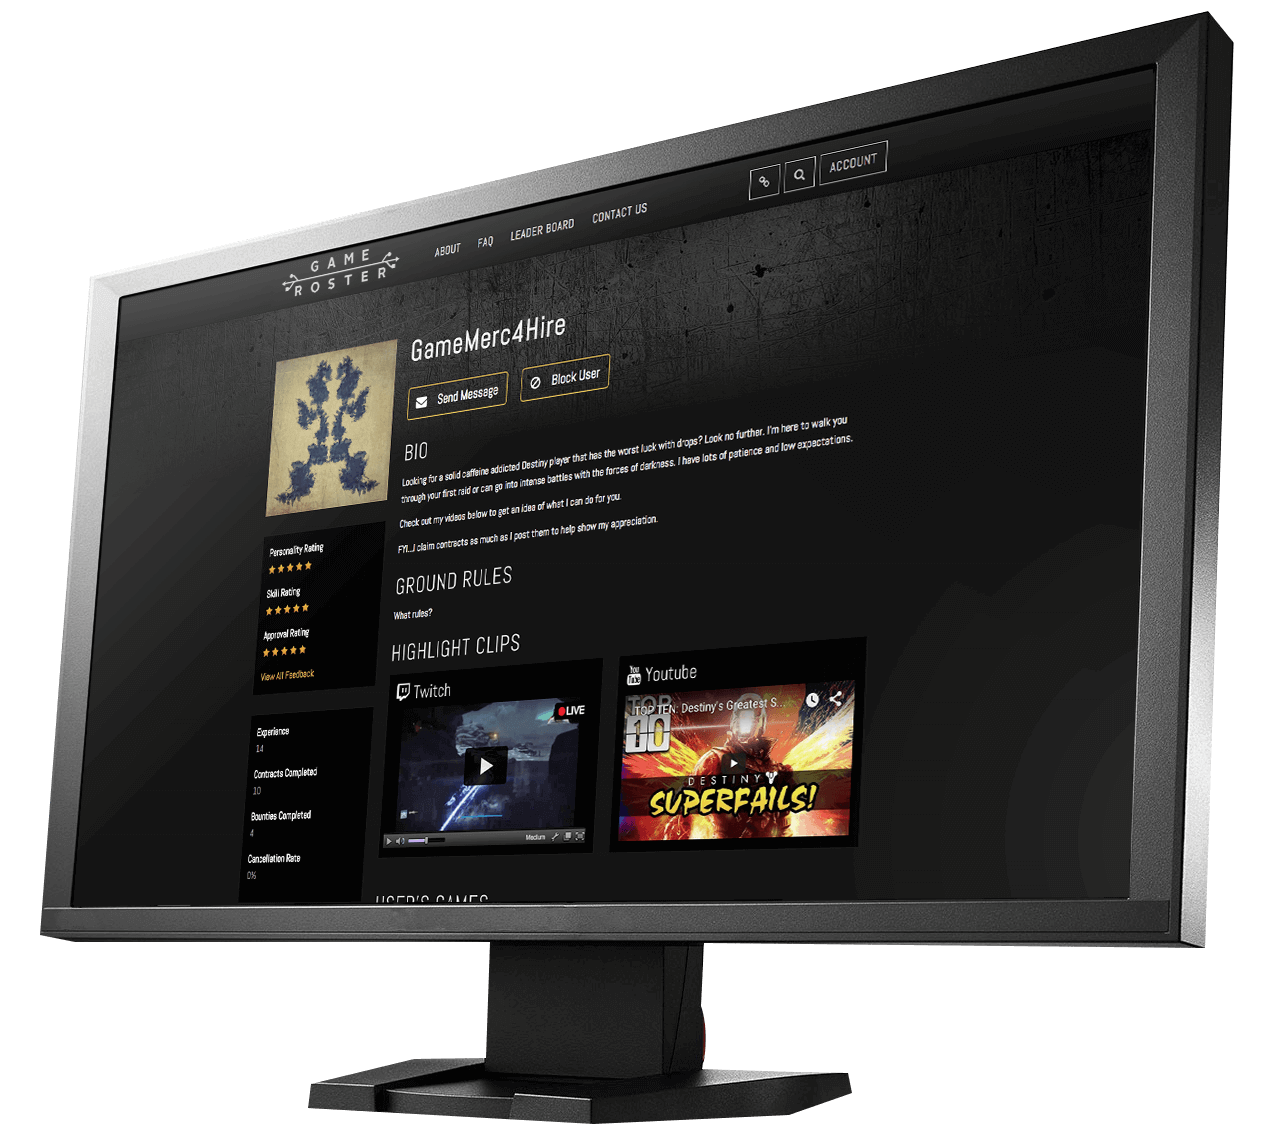 ACCOUNT
ABOUT
FAQ
LEADER BOARD
CONTACT US
GAME
ROSTER
GameMerc4Hire
Send Message
Block User
BIO
Looking for a solid caffeine addicted Destiny player that has the worst luck with drops? Look no further. I'm here to walk you
through your first raid or can go into intense battles with the forces of darkness. I have lots of patience and low expectations.
Check out my videos below to get an idea of what I can do for you.
FYI...I claim contracts as much as I post them to help show my appreciation.
Personality Rating
Skill Rating
Approval Rating
View All Feedback
GROUND RULES
What rules?
HIGHLIGHT CLIPS
Twitch
LIVE
Medium
You
Tube
Youtube
TOP
10
TOP TEN: Destiny's Greatest S...
DESTINY
SUPERFAILS!
Experience
14
Contracts Completed
10
Bounties Completed
4
Cancellation Rate
0%
USER'S GAMES